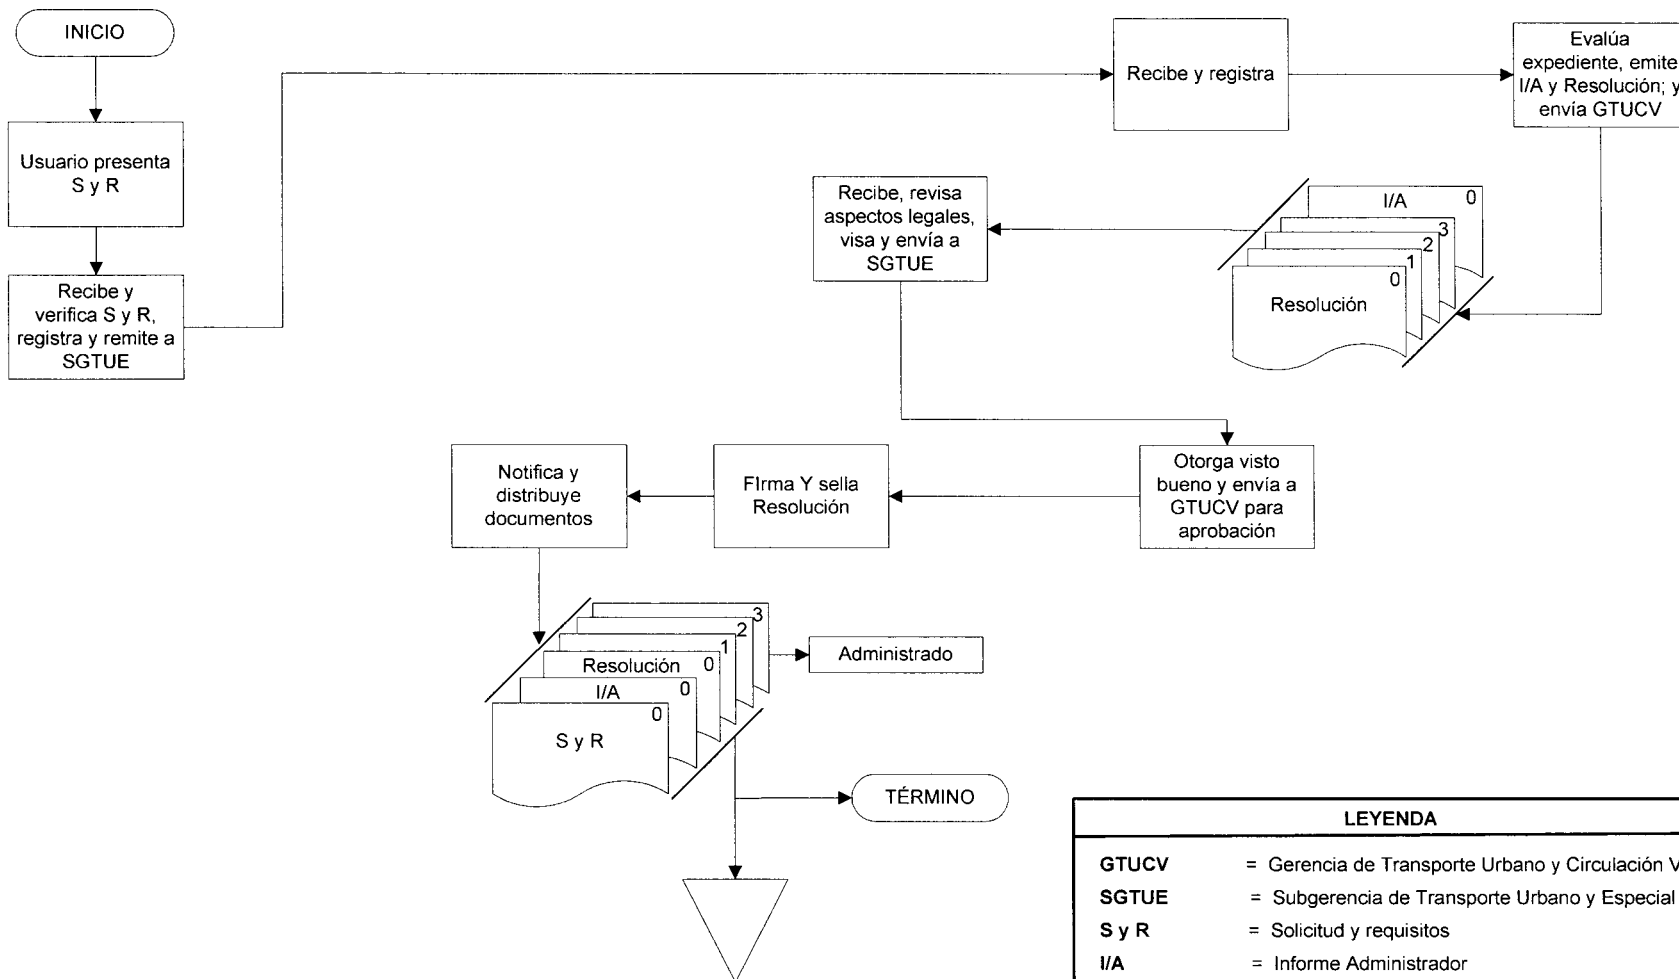 INICIO
Usuario presenta
S y R
Recibe y
verifica S y R,
registra y remite a
SGTUE
Recibe y registra
Evalúa
expediente, emite
I/A y Resolución; y
envía GTUCV
I/A 0
3
2
1
0
Resolución
Recibe, revisa
aspectos legales,
visa y envía a
SGTUE
Otorga visto
bueno y envía a
GTUCV para
aprobación
FIrma Y sella
Resolución
Notifica y
distribuye
documentos
3
2
1
Resolución 0
I/A 0
0
S y R
Administrado
TÉRMINO
LEYENDA
GTUCV = Gerencia de Transporte Urbano y Circulación V
SGTUE = Subgerencia de Transporte Urbano y Especial
S y R = Solicitud y requisitos
I/A = Informe Administrador